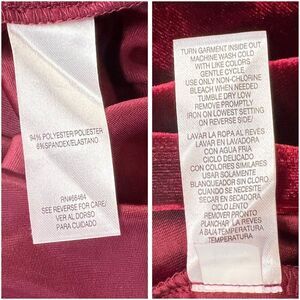 94% POLYESTER/POLIESTER
6% SPANDEX/ELASTANO
RN#66464
SEE REVERSE FOR CARE/
VER AL DORSO
PARA CUIDADO
TURN GARMENT INSIDE OUT
MACHINE WASH COLD
WITH LIKE COLORS
GENTLE CYCLE.
USE ONLY NON-CHLORINE
BLEACH WHEN NEEDED
TUMBLE DRY LOW
REMOVE PROMPTLY
IRON ON LOWEST SETTING
ON REVERSE SIDE/
LAVAR LA ROPA AL REVÉS
LAVAR EN LAVADORA
CON AGUA FRIA
CICLO DELICADO
CON COLORES SIMILARES
USAR SOLAMENTE
BLANQUEADOR SIN CLORO
CUANDO SE NECESITE
SECAR EN SECADORA
CICLO LENTO
REMOVER PRONTO
PLANCHAR AL REVÉS
A BAJA TEMPERATURA
TEMPERATURA